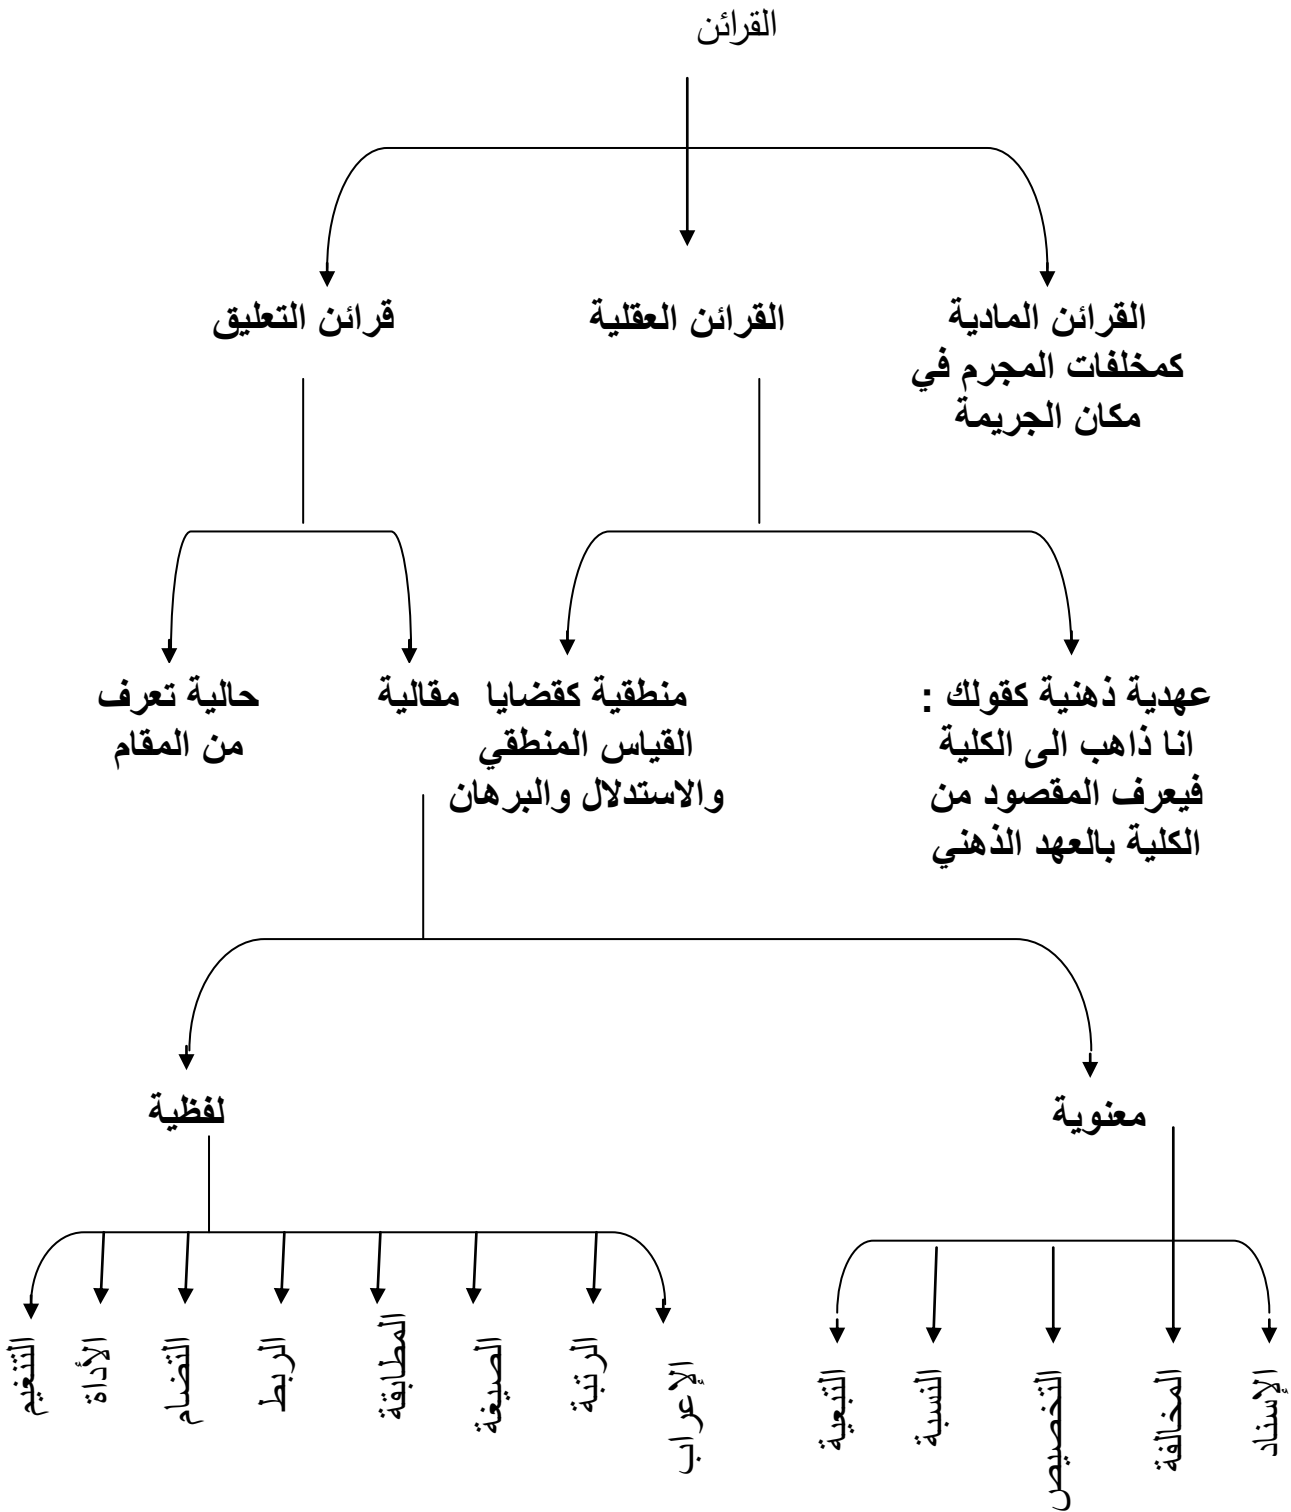 القرائن
القرائن المادية
كمخلفات المجرم في
مكان الجريمة
القرائن العقلية
قرائن التعليق
عهدية ذهنية كقولك :
انا ذاهب الى الكلية
فيعرف المقصود من
الكلية بالعهد الذهني
منطقية كقضايا
القياس المنطقي
والاستدلال والبرهان
مقالية
حالية تعرف
من المقام
معنوية
لفظية
الإسناد
المخالفة
التخصيص
النسبة
التبعية
الإعراب
الرتبة
الصيغة
المطابقة
الربط
التضام
الأداة
التنغيم